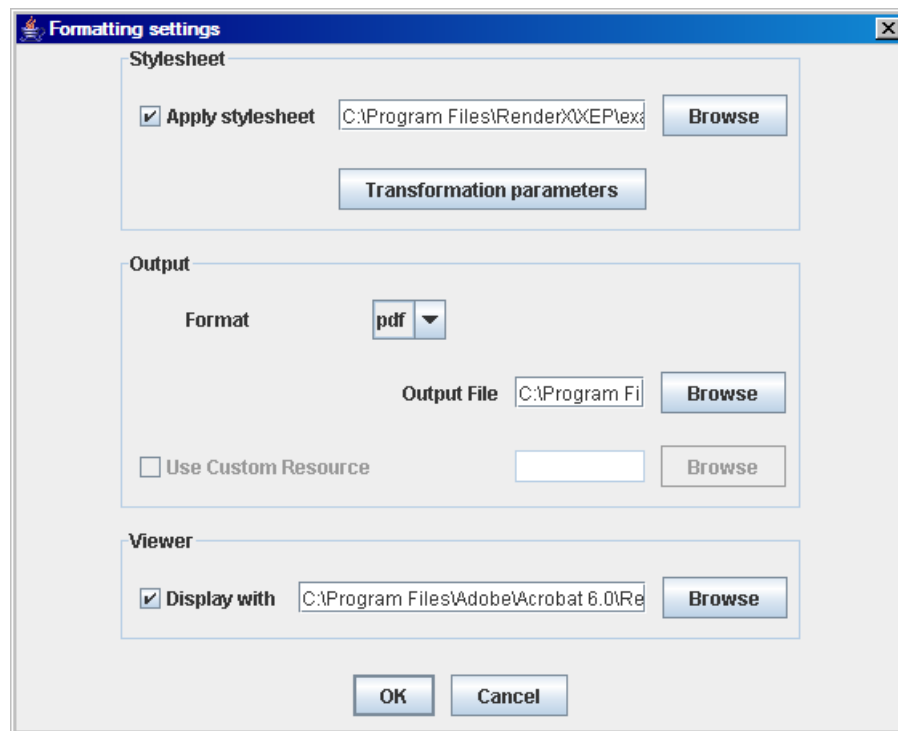 Formatting settings
Stylesheet
Apply stylesheet C:\Program Files\RenderX\XEP\exa Browse
Transformation parameters
Output
Format pdf
Output File C:\Program Fi Browse
Use Custom Resource Browse
Viewer
Display with C:\Program Files\Adobe\Acrobat 6.0\Re Browse
OK Cancel